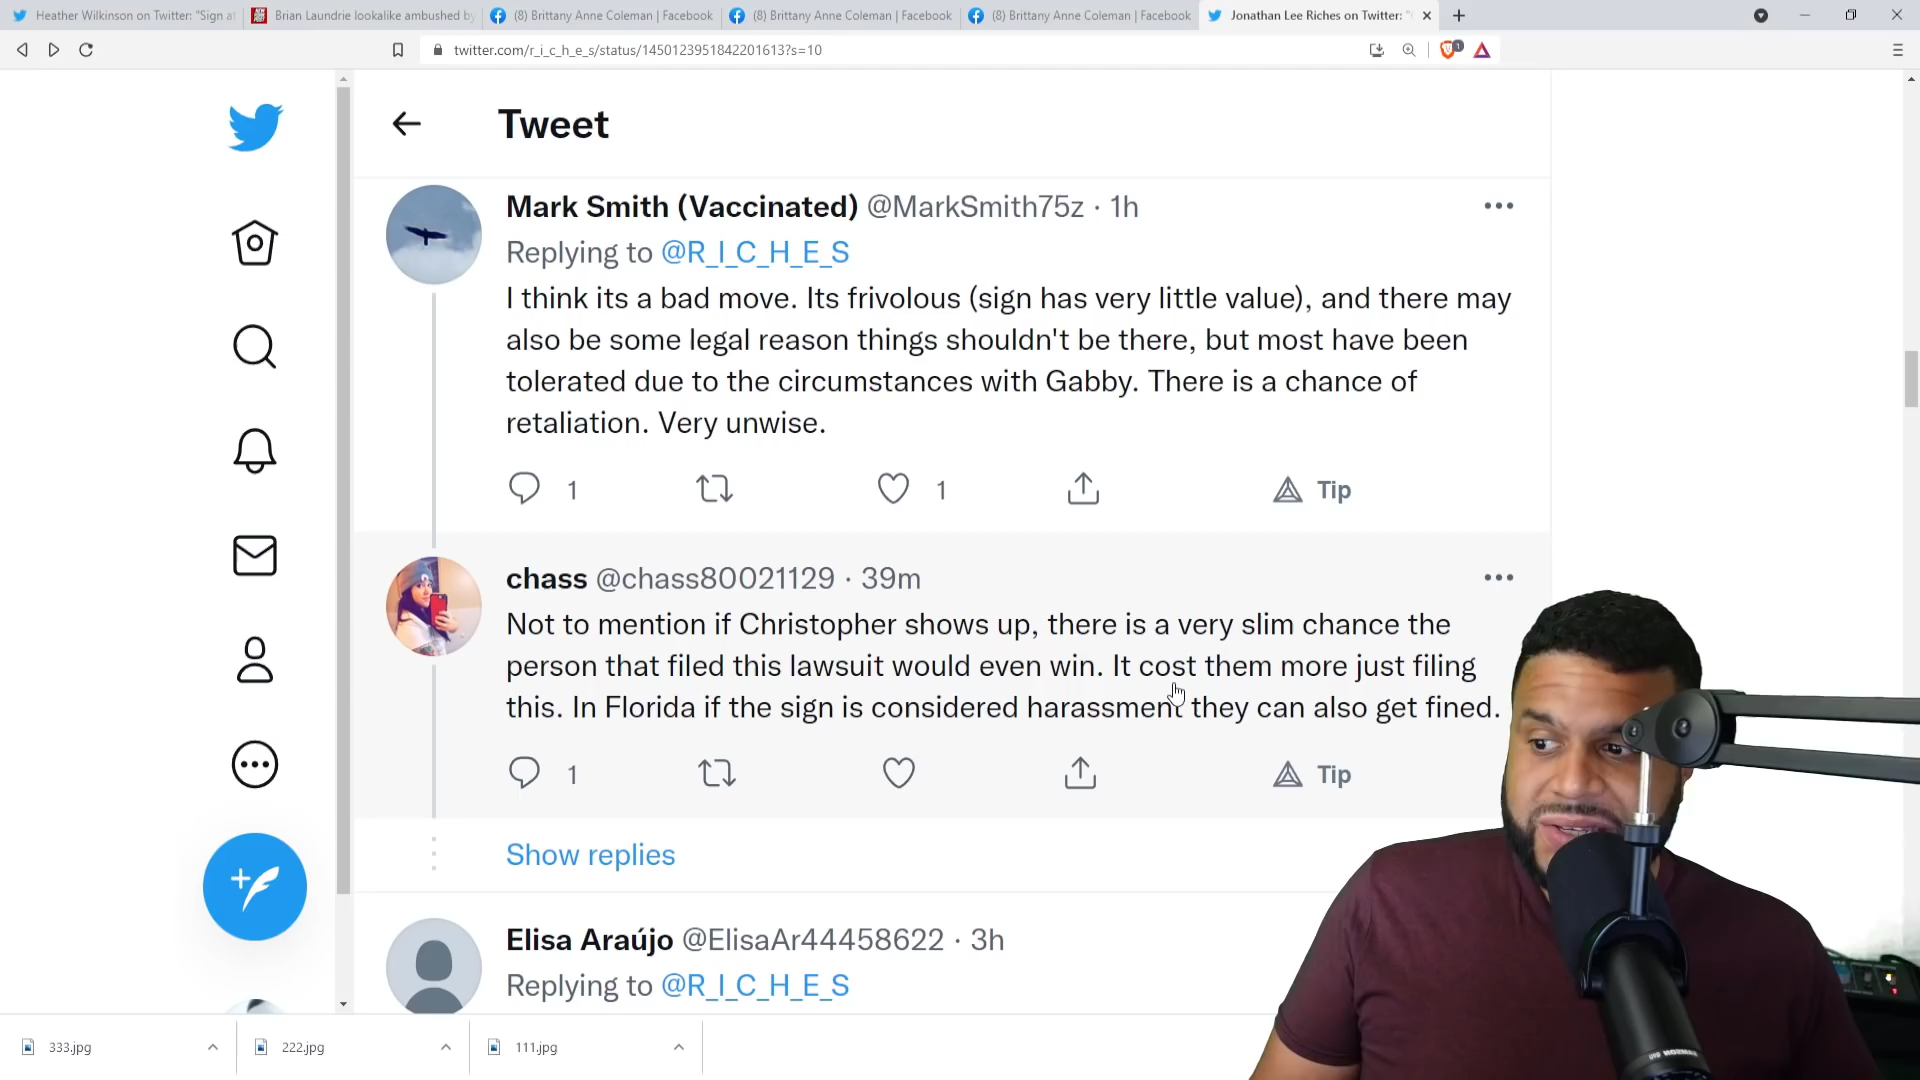 Heather Wilkinson on Twitter: "Sign at
Brian Laundrie lookalike ambushed by
(8) Brittany Anne Coleman | Facebook
(8) Brittany Anne Coleman | Facebook
(8) Brittany Anne Coleman | Facebook
Jonathan Lee Riches on Twitter: "
twitter.com/r_i_c_h_e_s/status/1450123951842201613?s=10
1
Tweet
Mark Smith (Vaccinated) @MarkSmith75z · 1h
Replying to @R_I_C_H_E_S
I think its a bad move. Its frivolous (sign has very little value), and there may
also be some legal reason things shouldn't be there, but most have been
tolerated due to the circumstances with Gabby. There is a chance of
retaliation. Very unwise.
1
1
Tip
chass @chass80021129 · 39m
Not to mention if Christopher shows up, there is a very slim chance the
person that filed this lawsuit would even win. It cost them more just filing
this. In Florida if the sign is considered harassment they can also get fined.
1
Tip
Show replies
Elisa Araújo @ElisaAr44458622 · 3h
Replying to @R_I_C_H_E_S
333.jpg
222.jpg
111.jpg